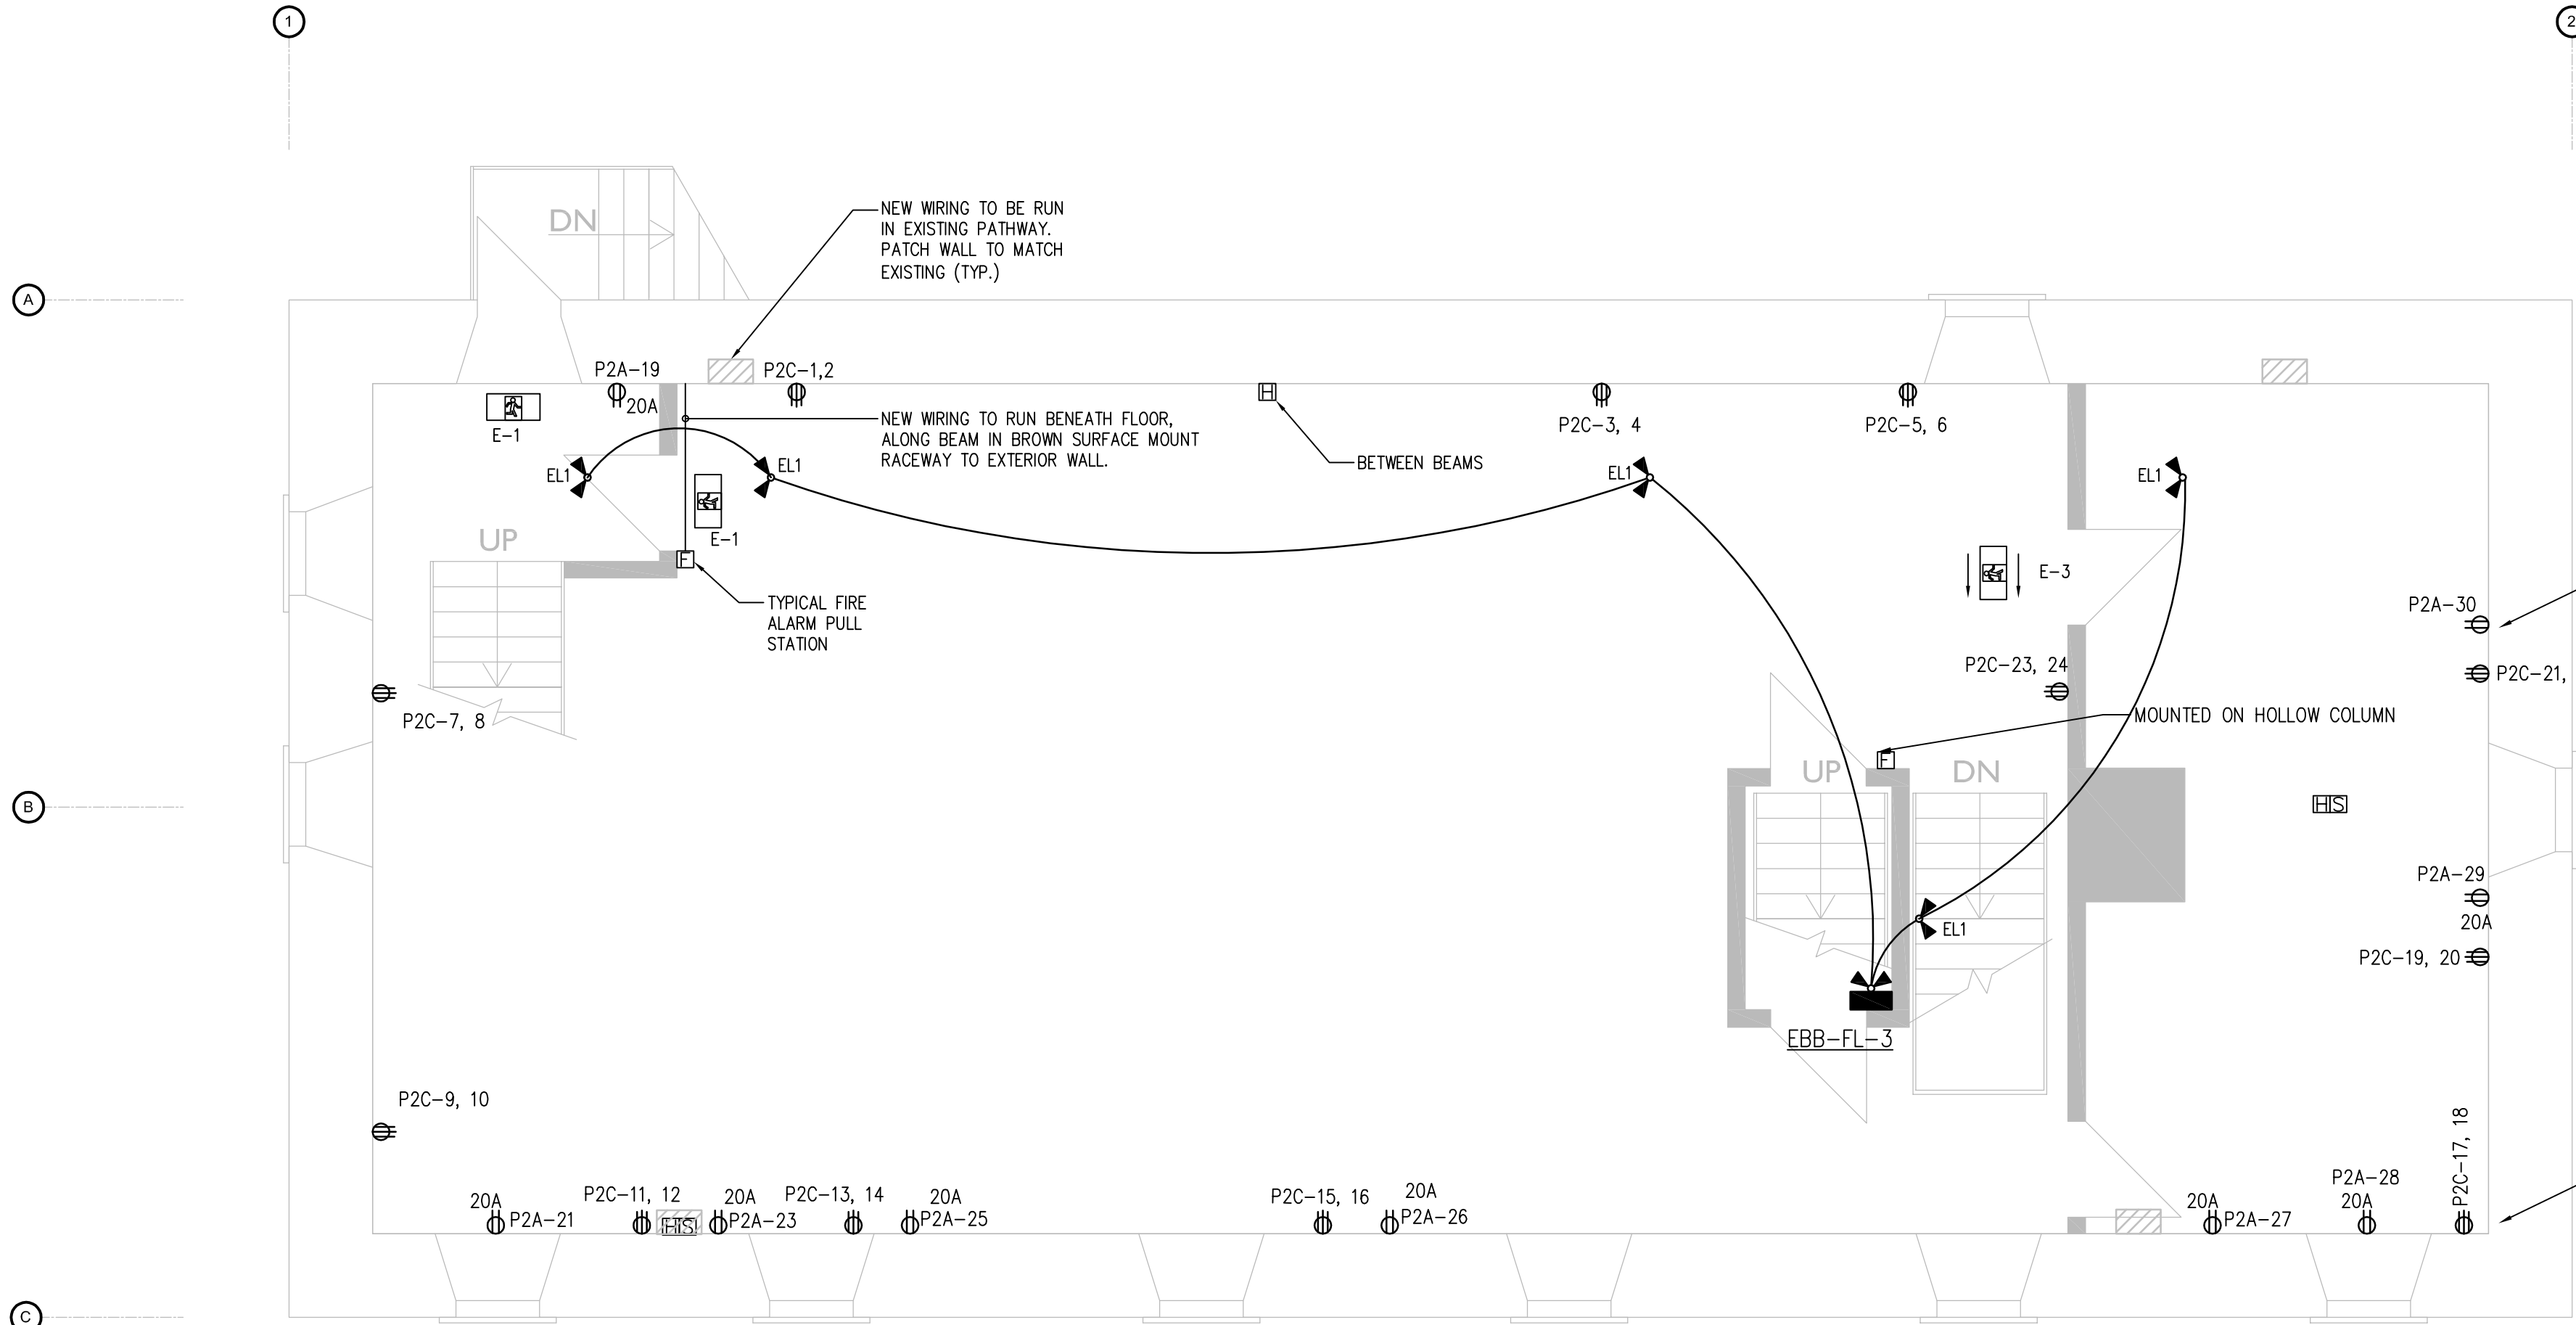 1
2
DN
NEW WIRING TO BE RUN
IN EXISTING PATHWAY.
PATCH WALL TO MATCH
EXISTING (TYP.)
A
P2A-19
20A
P2C-1,2
E-1
NEW WIRING TO RUN BENEATH FLOOR,
ALONG BEAM IN BROWN SURFACE MOUNT
RACEWAY TO EXTERIOR WALL.
H
BETWEEN BEAMS
P2C-3, 4
P2C-5, 6
EL1
EL1
EL1
EL1
E-1
UP
F
TYPICAL FIRE
ALARM PULL
STATION
E-3
P2A-30
P2C-23, 24
P2C-21,
P2C-7, 8
MOUNTED ON HOLLOW COLUMN
F
UP
DN
B
HS
P2A-29
20A
EL1
P2C-19, 20
EBB-FL-3
P2C-9, 10
P2C-17, 18
20A
P2A-21
P2C-11, 12
HS
20A
P2A-23
P2C-13, 14
20A
P2A-25
P2C-15, 16
20A
P2A-26
20A
P2A-27
P2A-28
20A
C